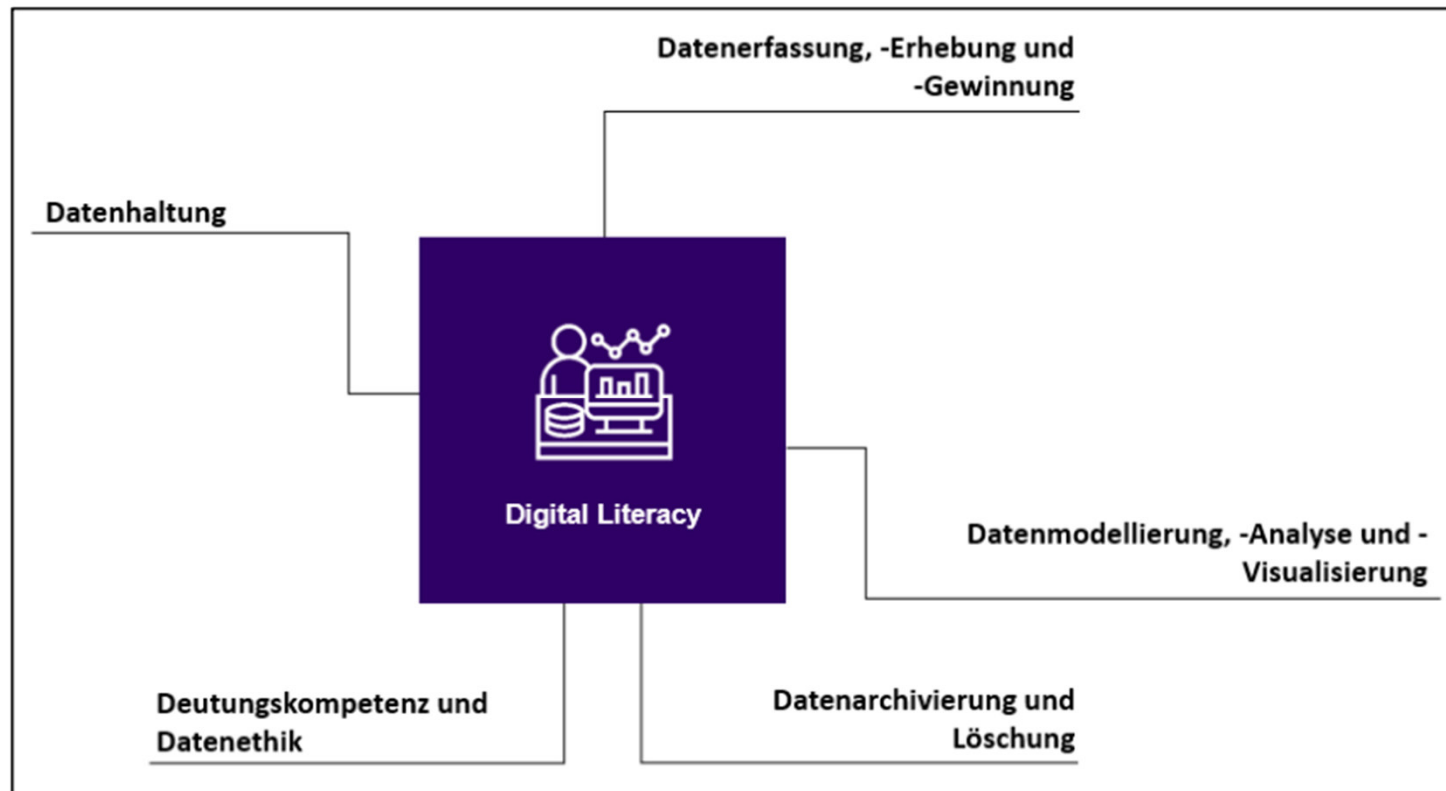 Datenerfassung, -Erhebung und
-Gewinnung
Datenhaltung
Digital Literacy
Datenmodellierung, -Analyse und -
Visualisierung
Deutungskompetenz und
Datenethik
Datenarchivierung und
Löschung